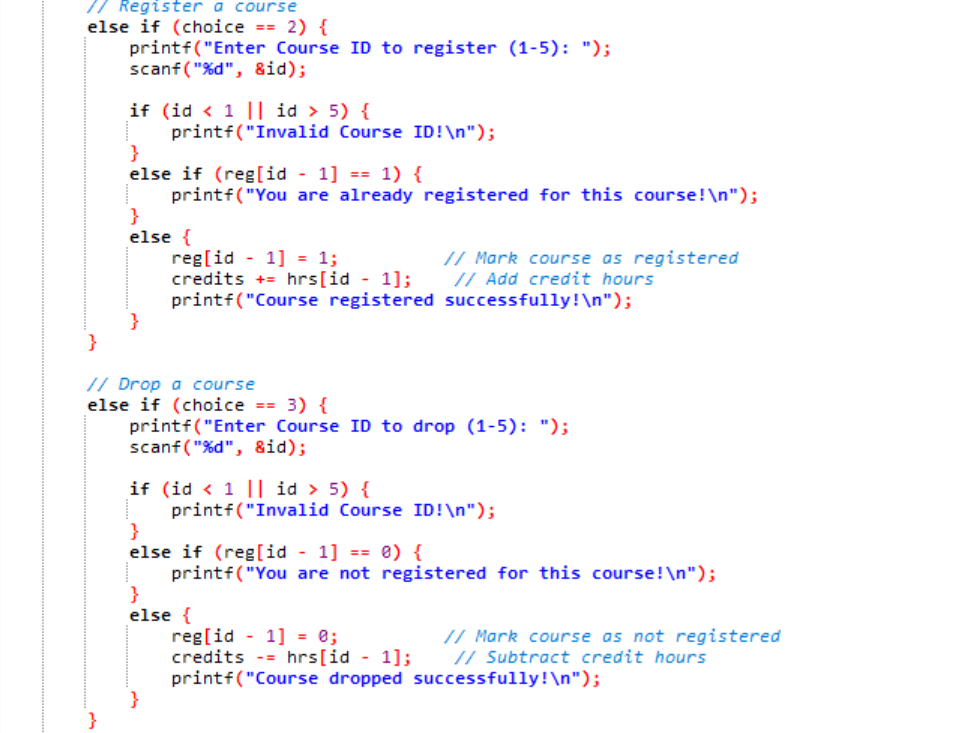 // Register a course
else if (choice == 2) {
    printf("Enter Course ID to register (1-5): ");
    scanf("%d", &id);

    if (id < 1 || id > 5) {
        printf("Invalid Course ID!\n");
    }
    else if (reg[id - 1] == 1) {
        printf("You are already registered for this course!\n");
    }
    else {
        reg[id - 1] = 1;          // Mark course as registered
        credits += hrs[id - 1];    // Add credit hours
        printf("Course registered successfully!\n");
    }
}

// Drop a course
else if (choice == 3) {
    printf("Enter Course ID to drop (1-5): ");
    scanf("%d", &id);

    if (id < 1 || id > 5) {
        printf("Invalid Course ID!\n");
    }
    else if (reg[id - 1] == 0) {
        printf("You are not registered for this course!\n");
    }
    else {
        reg[id - 1] = 0;          // Mark course as not registered
        credits -= hrs[id - 1];    // Subtract credit hours
        printf("Course dropped successfully!\n");
    }
}